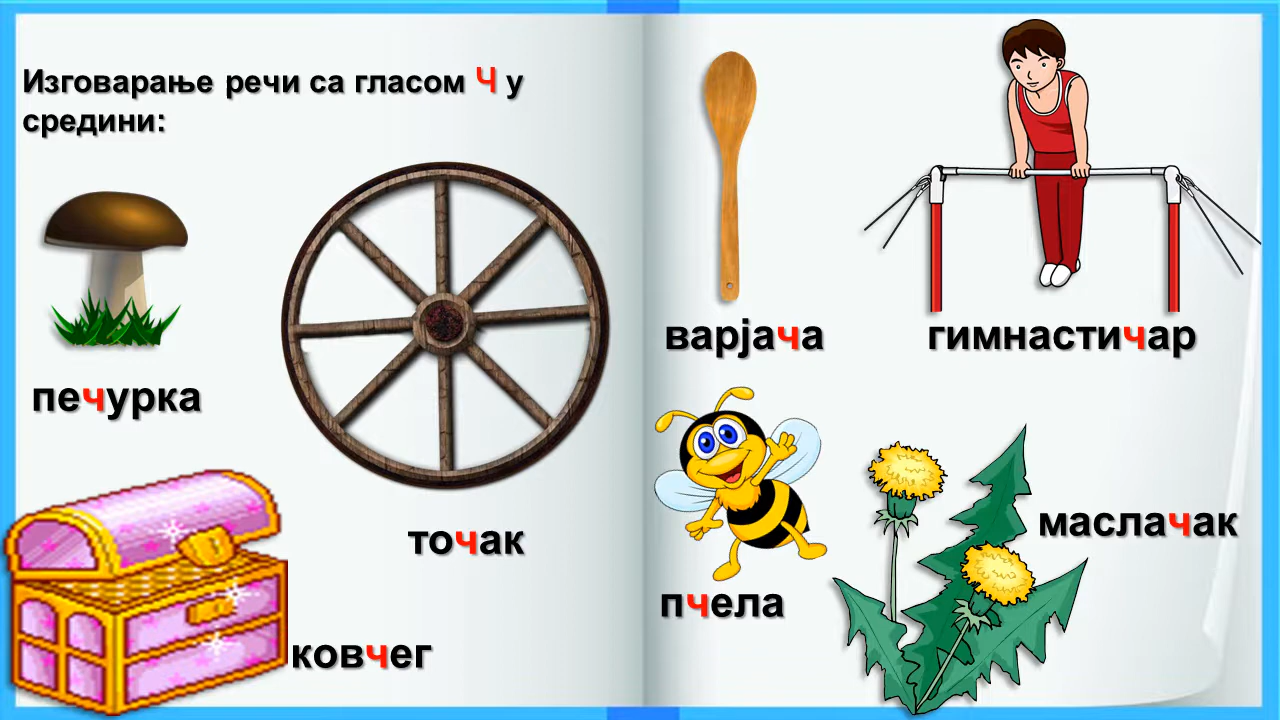 Изговарање речи са гласом Ч у
средини:
печурка
точак
ковчег
варјача
гимнастичар
пчела
маслачак